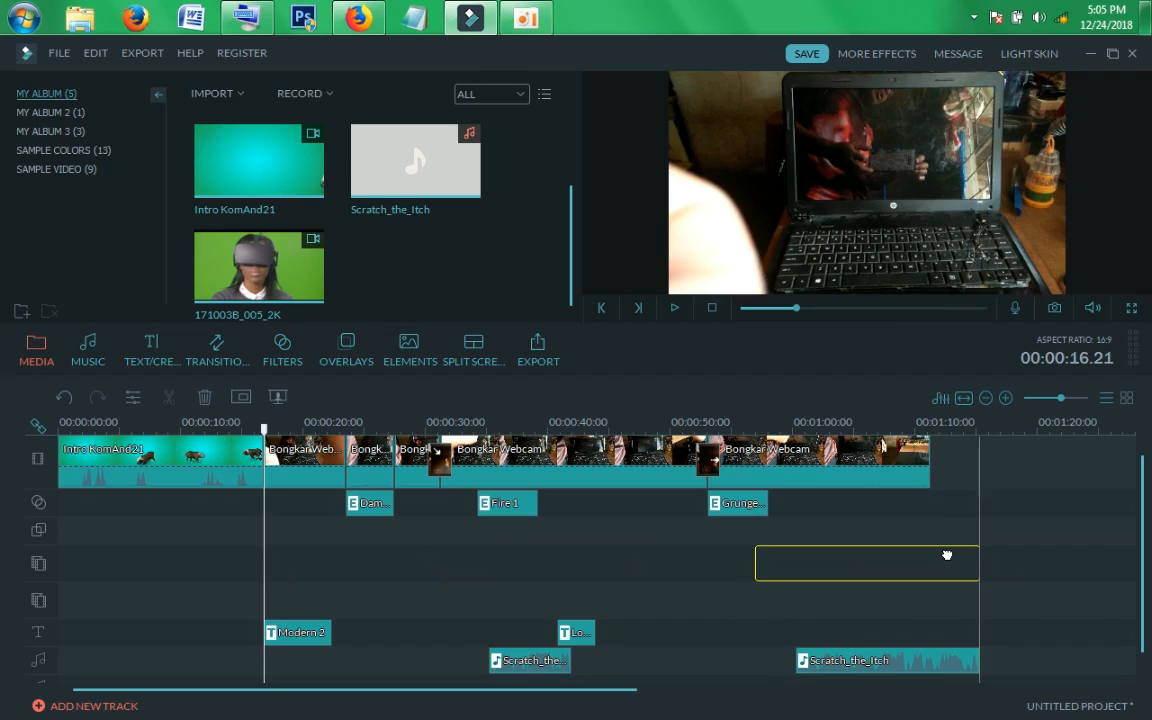 5:05 PM
12/24/2018
FILE EDIT EXPORT HELP REGISTER
SAVE MORE EFFECTS MESSAGE LIGHT SKIN
MY ALBUM (5)
MY ALBUM 2 (1)
MY ALBUM 3 (3)
SAMPLE COLORS (13)
SAMPLE VIDEO (9)
IMPORT RECORD ALL
Intro KomAnd21 Scratch_the_Itch
171003B_005_2K
MEDIA MUSIC TEXT/CRE... TRANSITIO... FILTERS OVERLAYS ELEMENTS SPLIT SCRE... EXPORT
ASPECT RATIO: 16:9
00:00:16.21
00:00:00:00 00:00:10:00 00:00:20:00 00:00:30:00 00:00:40:00 00:00:50:00 00:01:00:00 00:01:10:00 00:01:20:00
Intro KomAnd21 Bongkar Web... Bongk... Bongk Bongkar Webcam Bongkar Webcam
E Dam... E Fire 1 E Grunge...
T Modern 2 T Lo...
Scratch_the... Scratch_the_Itch
ADD NEW TRACK
UNTITLED PROJECT *